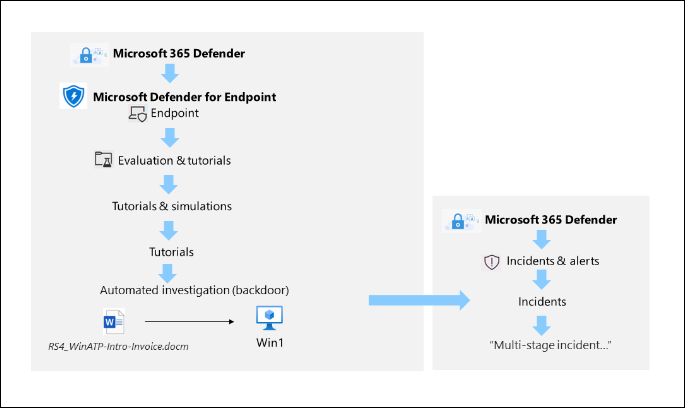 Microsoft 365 Defender
Microsoft Defender for Endpoint
Endpoint
Evaluation & tutorials
Tutorials & simulations
Tutorials
Automated investigation (backdoor)
W
RS4_WinATP-Intro-Invoice.docm
Win1
Microsoft 365 Defender
Incidents & alerts
Incidents
“Multi-stage incident...”